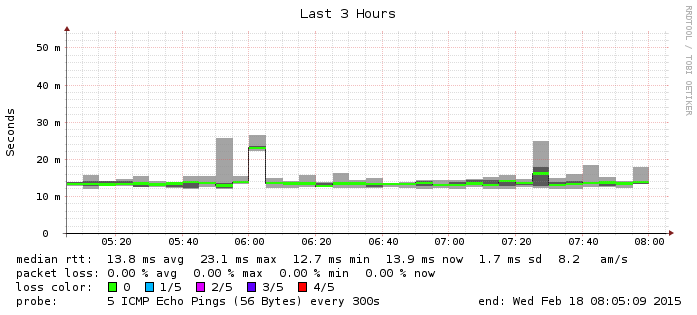 Last 3 Hours
RRDTOOL / TOBI OETIKER
Seconds
50 m
40 m
30 m
20 m
10 m
0
05:20 05:40 06:00 06:20 06:40 07:00 07:20 07:40 08:00
median rtt: 13.8 ms avg 23.1 ms max 12.7 ms min 13.9 ms now 1.7 ms sd 8.2 am/s
packet loss: 0.00 % avg 0.00 % max 0.00 % min 0.00 % now
loss color: 0 1/5 2/5 3/5 4/5
probe: 5 ICMP Echo Pings (56 Bytes) every 300s end: Wed Feb 18 08:05:09 2015